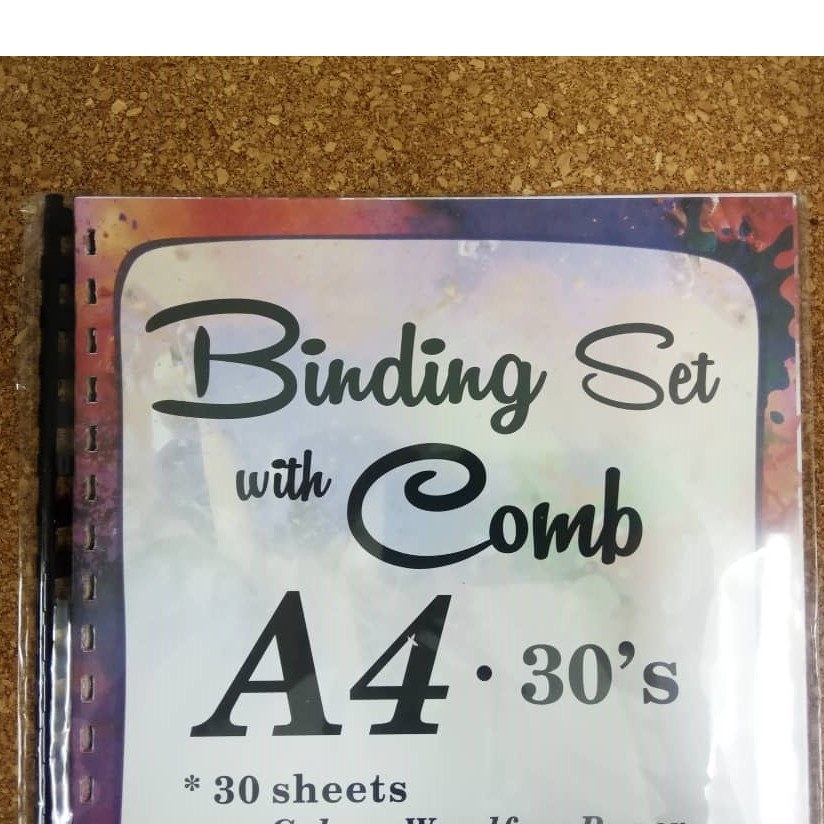 Binding Set
with Comb
A4 · 30's
* 30 sheets